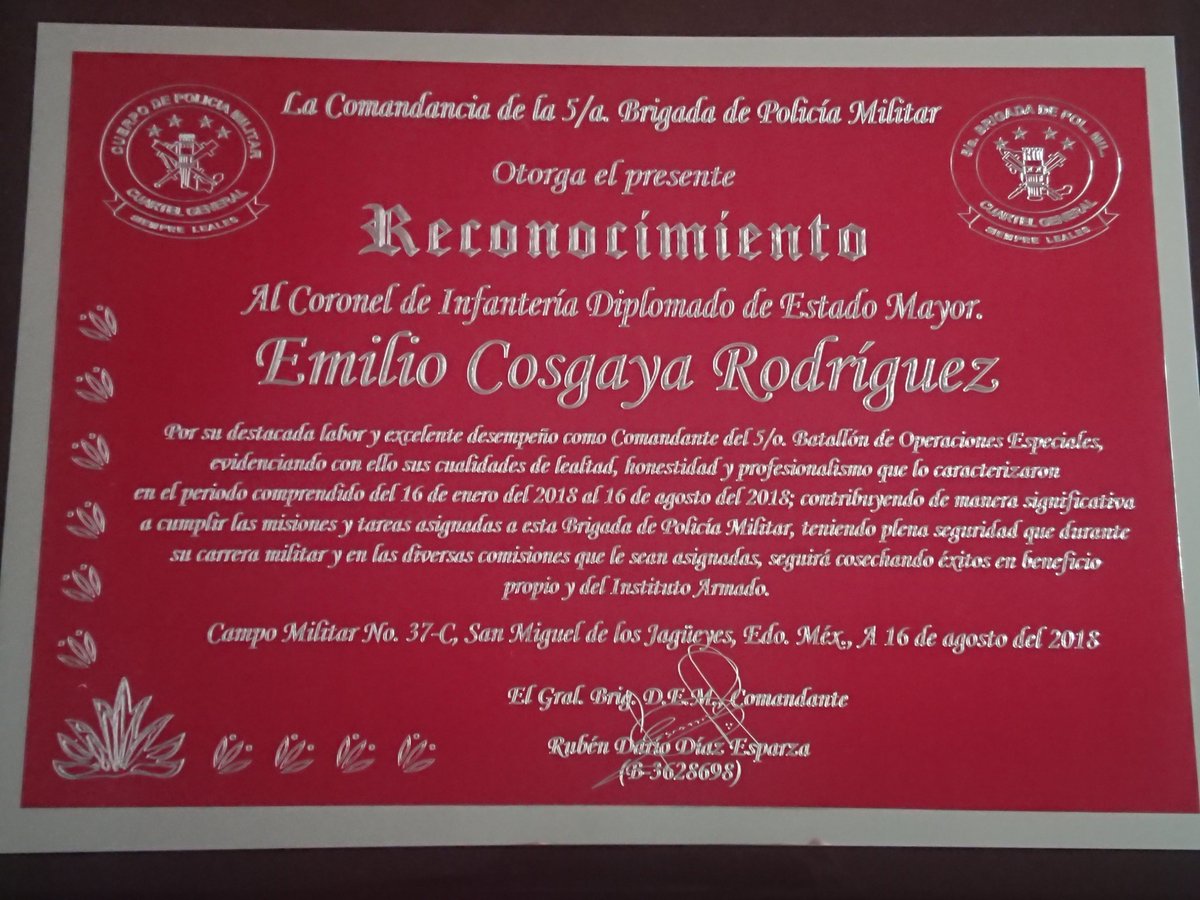 La Comandancia de la 5/a. Brigada de Policía Militar
CUERPO DE POLICIA MILITAR
CUARTEL GENERAL
SIEMPRE LEALES
5/a. BRIGADA DE POL. MIL.
CUARTEL GENERAL
SIEMPRE LEALES
Otorga el presente
Reconocimiento
Al Coronel de Infantería Diplomado de Estado Mayor.
Emilio Cosgaya Rodríguez
Por su destacada labor y excelente desempeño como Comandante del 5/o. Batallón de Operaciones Especiales,
evidenciando con ello sus cualidades de lealtad, honestidad y profesionalismo que lo caracterizaron
en el periodo comprendido del 16 de enero del 2018 al 16 de agosto del 2018; contribuyendo de manera significativa
a cumplir las misiones y tareas asignadas a esta Brigada de Policía Militar, teniendo plena seguridad que durante
su carrera militar y en las diversas comisiones que le sean asignadas, seguirá cosechando éxitos en beneficio
propio y del Instituto Armado.
Campo Militar No. 37-C, San Miguel de los Jagüeyes, Edo. Méx., A 16 de agosto del 2018
El Gral. Brig. D.E.M., Comandante
Rubén Darío Díaz Esparza
(B-3628698)